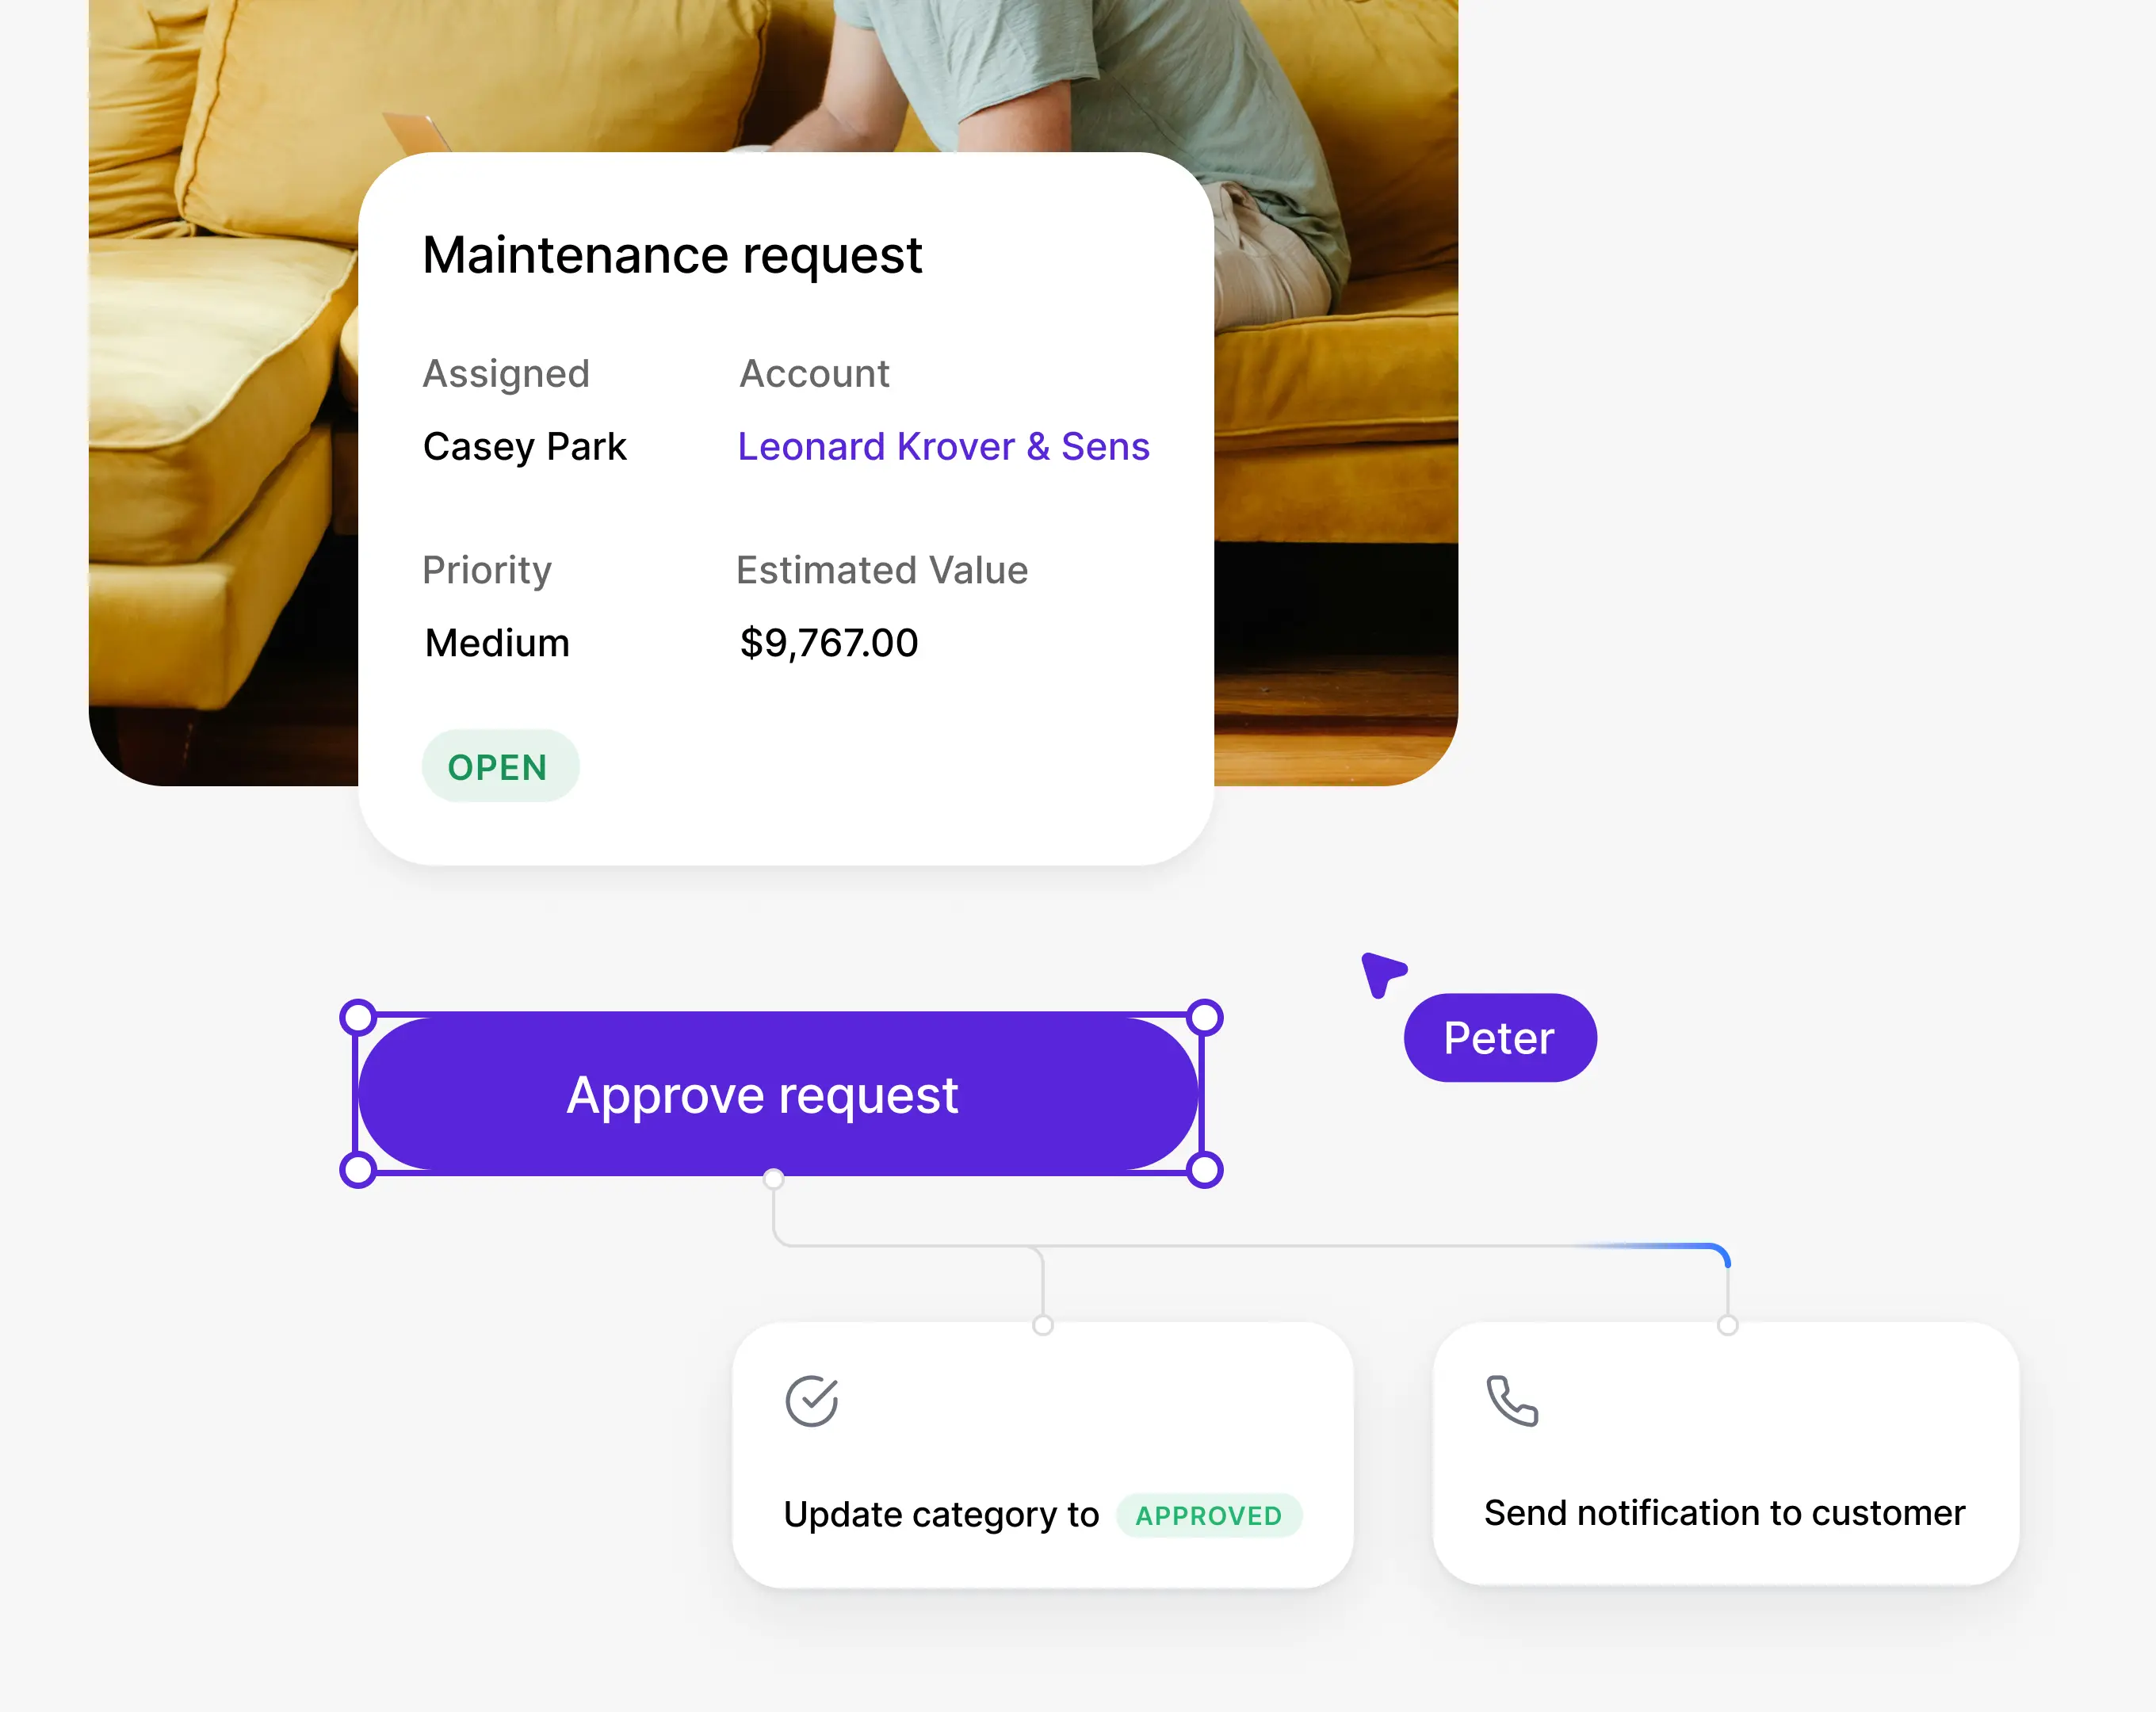 Maintenance request
Assigned
Account
Casey Park
Leonard Krover & Sens
Priority
Estimated Value
Medium
$9,767.00
OPEN
Peter
Approve request
Update category to APPROVED
Send notification to customer